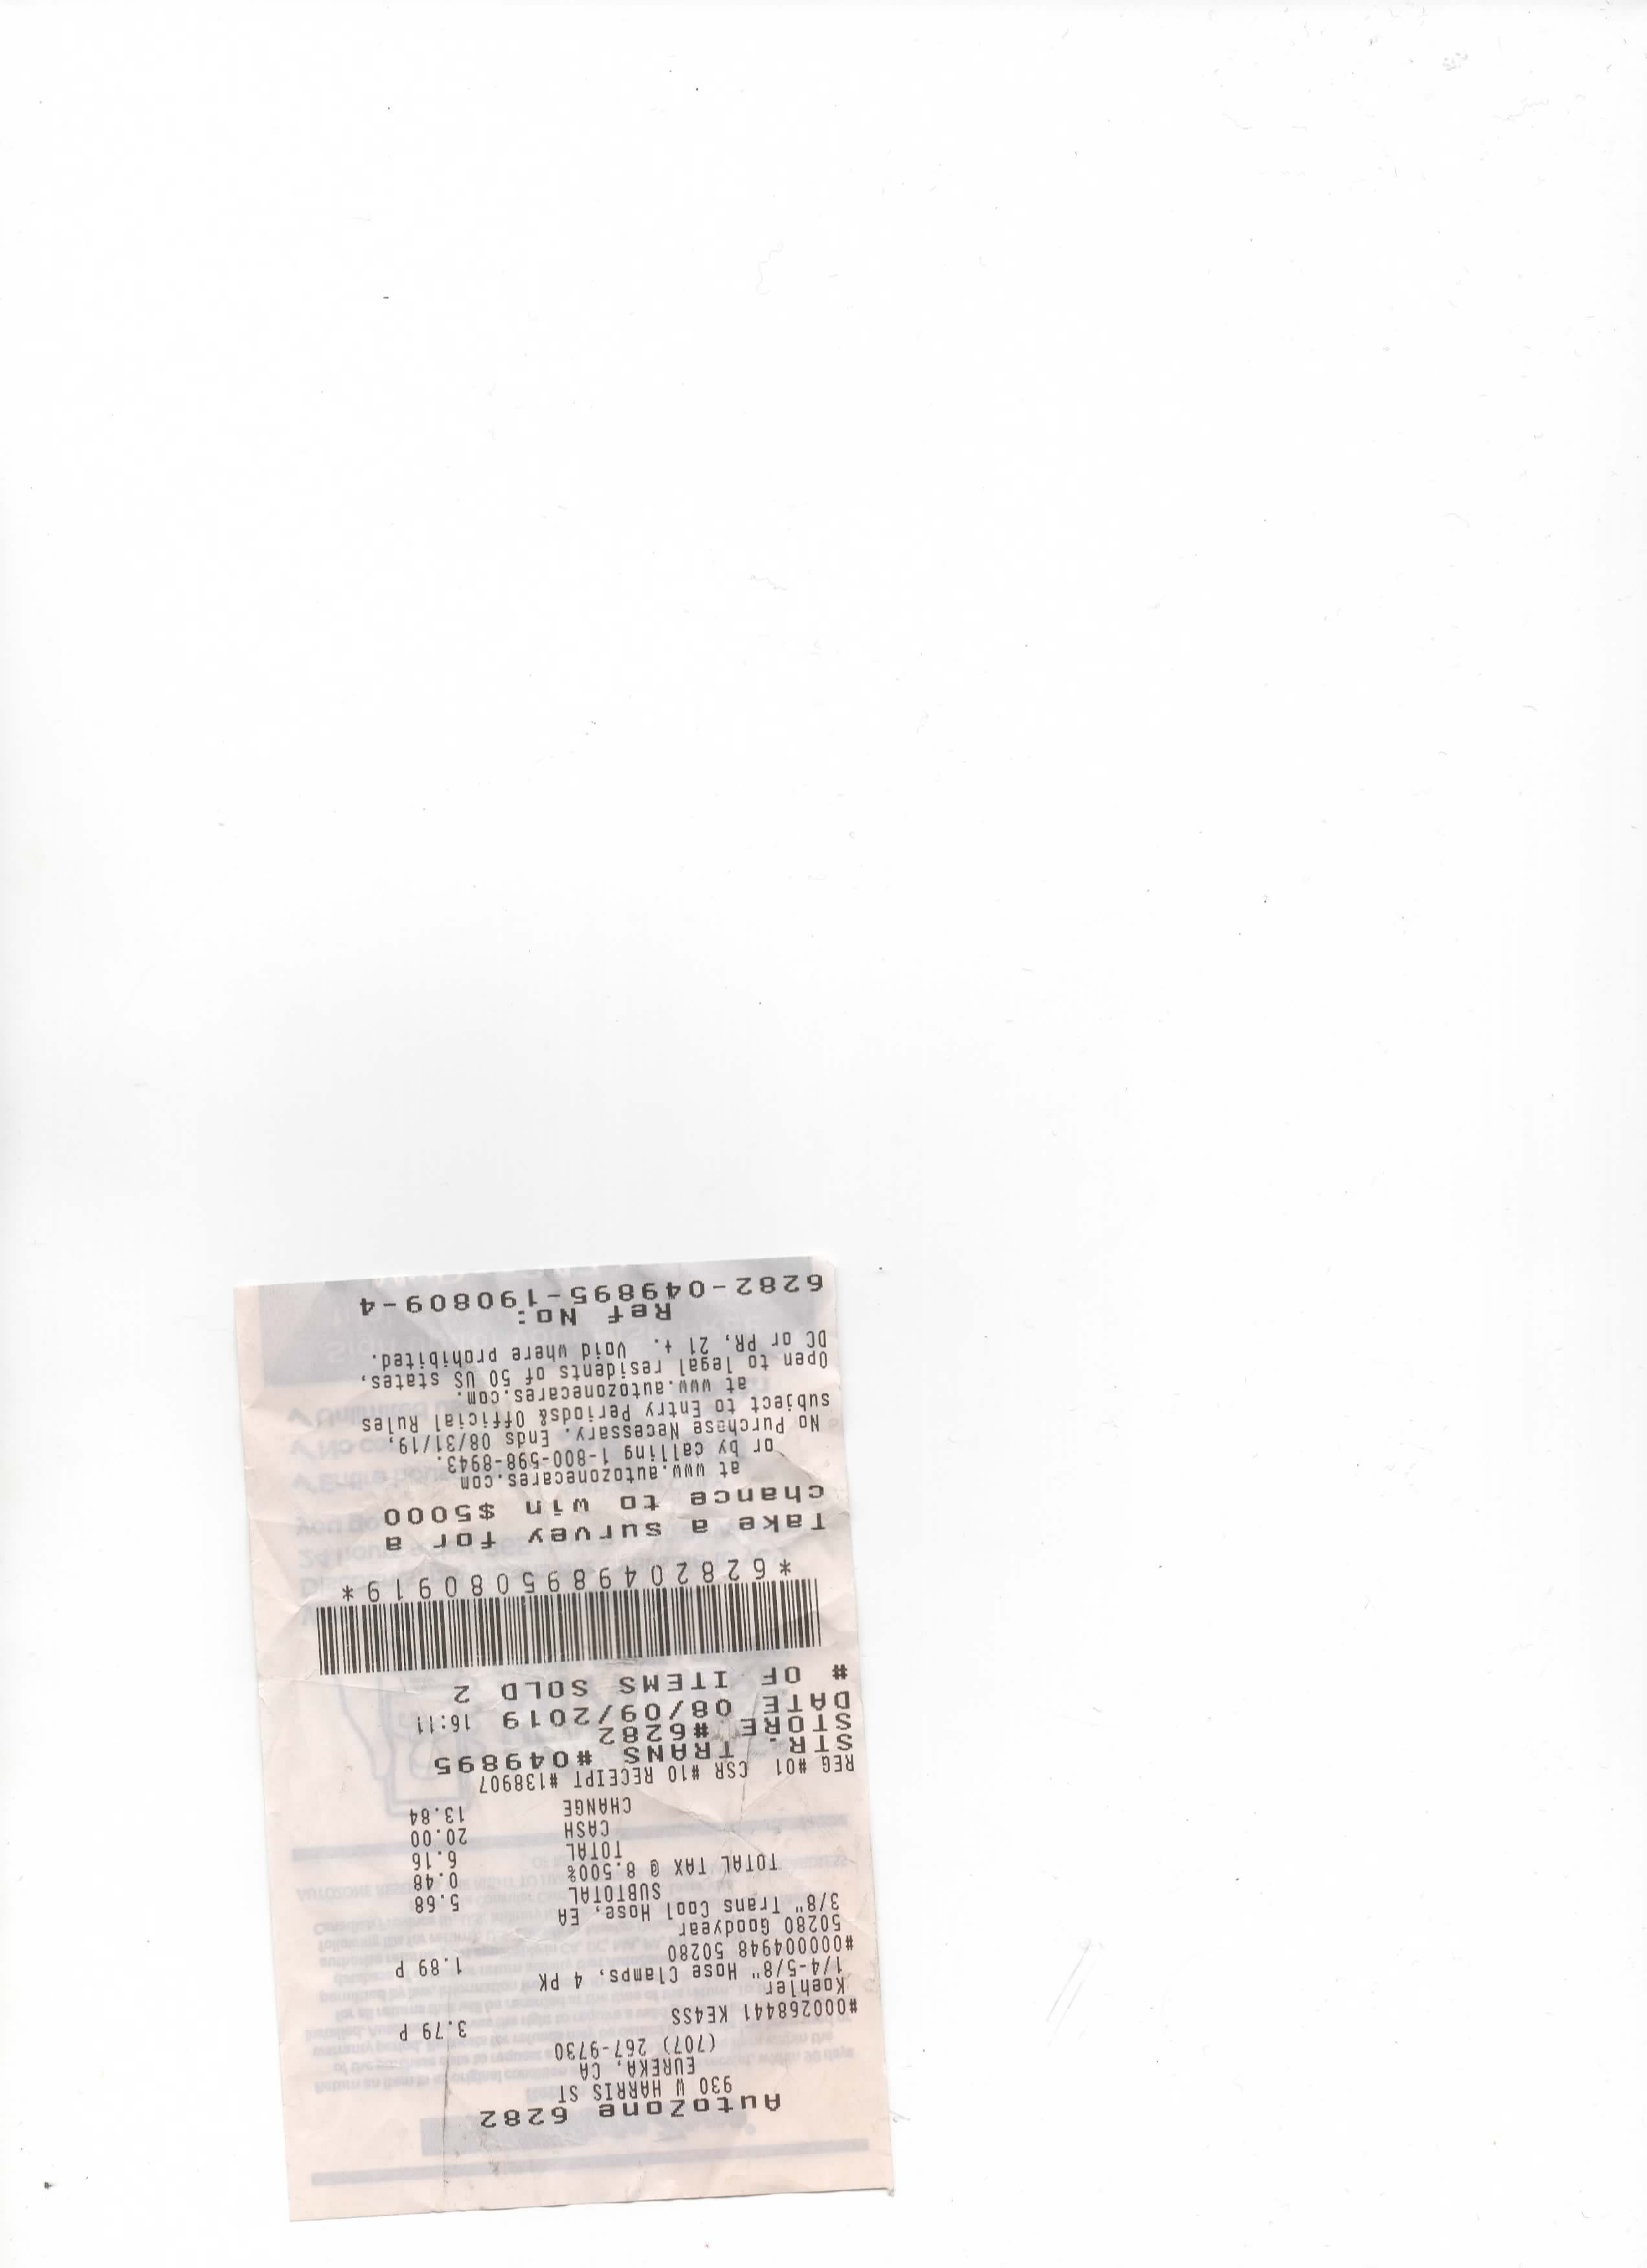 AutoZone 6282
930 W HARRIS ST
EUREKA, CA
(707) 267-9730
#000268441 KE4SS 3.79 P
Koehler
1/4-5/8" Hose Clamps, 4 PK
#000004948 50280 1.89 P
50280 Goodyear
3/8" Trans Cool Hose, EA
SUBTOTAL 5.68
TOTAL TAX @ 8.500% 0.48
TOTAL 6.16
CASH 20.00
CHANGE 13.84
REG #01 CSR #10 RECEIPT #138907
STR. TRANS #049895
STORE #6282
DATE 08/09/2019 16:11
# OF ITEMS SOLD 2
*628204989508091 9*
Take a survey for a
chance to win $5000
at www.autozonecares.com
or by calling 1-800-598-8943.
No Purchase Necessary. Ends 08/31/19,
subject to Entry Periods& Official Rules
at www.autozonecares.com.
Open to legal residents of 50 US states,
DC or PR, 21 +. Void where prohibited.
Ref No:
6282-049895-190809-4